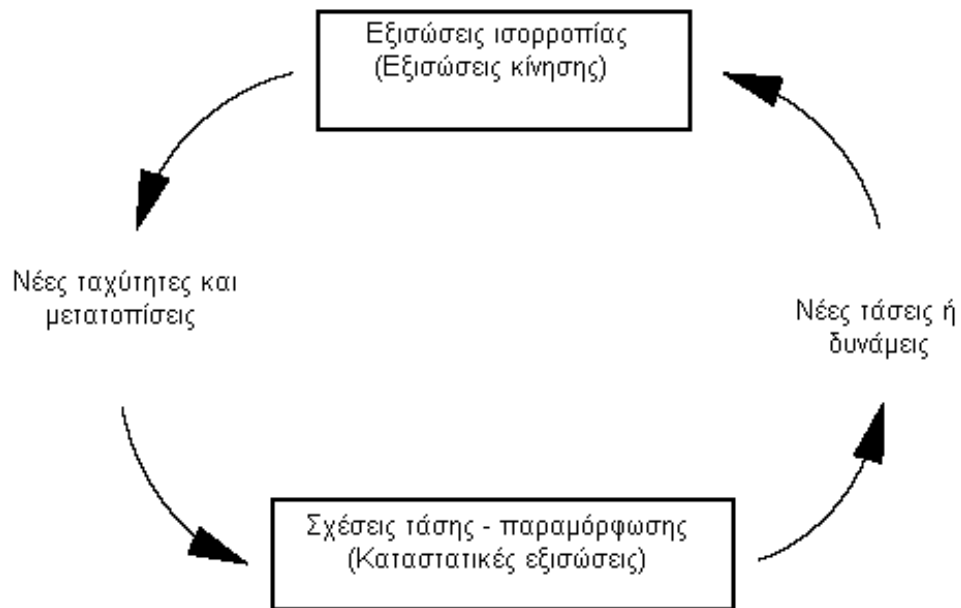 Εξισώσεις ισορροπίας
(Εξισώσεις κίνησης)
Νέες ταχύτητες και
μετατοπίσεις
Νέες τάσεις ή
δυνάμεις
Σχέσεις τάσης - παραμόρφωσης
(Καταστατικές εξισώσεις)